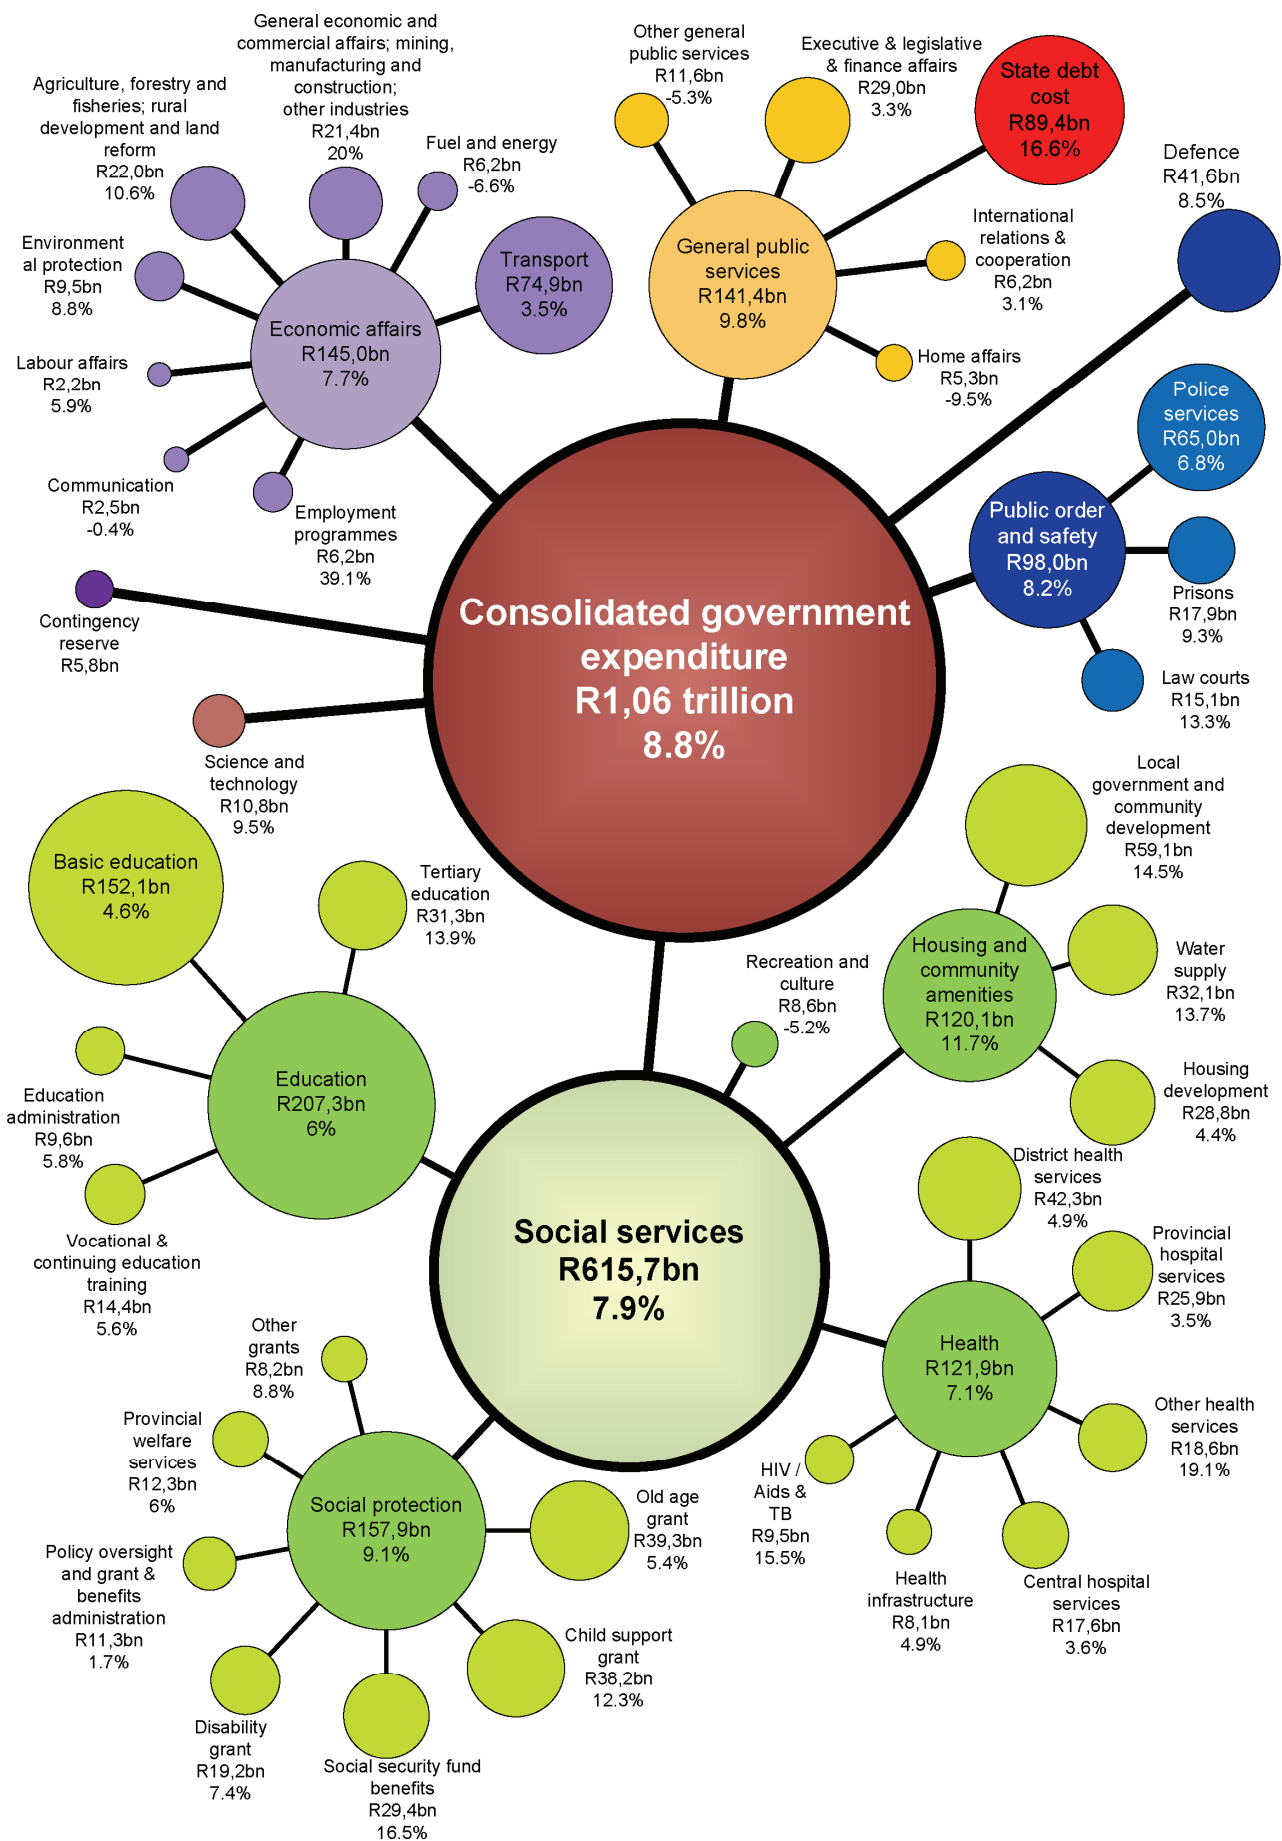 General economic and
commercial affairs; mining,
manufacturing and
construction;
other industries
R21,4bn
20%
Agriculture, forestry and
fisheries; rural
development and land
reform
R22,0bn
10.6%
Fuel and energy
R6,2bn
-6.6%
Environment
al protection
R9,5bn
8.8%
Transport
R74,9bn
3.5%
Economic affairs
R145,0bn
7.7%
Labour affairs
R2,2bn
5.9%
Communication
R2,5bn
-0.4%
Employment
programmes
R6,2bn
39.1%
Other general
public services
R11,6bn
-5.3%
Executive & legislative
& finance affairs
R29,0bn
3.3%
State debt
cost
R89,4bn
16.6%
General public
services
R141,4bn
9.8%
International
relations &
cooperation
R6,2bn
3.1%
Home affairs
R5,3bn
-9.5%
Defence
R41,6bn
8.5%
Police
services
R65,0bn
6.8%
Public order
and safety
R98,0bn
8.2%
Prisons
R17,9bn
9.3%
Law courts
R15,1bn
13.3%
Contingency
reserve
R5,8bn
Consolidated government
expenditure
R1,06 trillion
8.8%
Science and
technology
R10,8bn
9.5%
Local
government and
community
development
R59,1bn
14.5%
Basic education
R152,1bn
4.6%
Tertiary
education
R31,3bn
13.9%
Education
R207,3bn
6%
Education
administration
R9,6bn
5.8%
Vocational &
continuing education
training
R14,4bn
5.6%
Recreation and
culture
R8,6bn
-5.2%
Housing and
community
amenities
R120,1bn
11.7%
Water
supply
R32,1bn
13.7%
Housing
development
R28,8bn
4.4%
Social services
R615,7bn
7.9%
District health
services
R42,3bn
4.9%
Provincial
hospital
services
R25,9bn
3.5%
Health
R121,9bn
7.1%
Other health
services
R18,6bn
19.1%
HIV /
Aids &
TB
R9,5bn
15.5%
Health
infrastructure
R8,1bn
4.9%
Central hospital
services
R17,6bn
3.6%
Other
grants
R8,2bn
8.8%
Provincial
welfare
services
R12,3bn
6%
Social protection
R157,9bn
9.1%
Old age
grant
R39,3bn
5.4%
Policy oversight
and grant &
benefits
administration
R11,3bn
1.7%
Child support
grant
R38,2bn
12.3%
Disability
grant
R19,2bn
7.4%
Social security fund
benefits
R29,4bn
16.5%